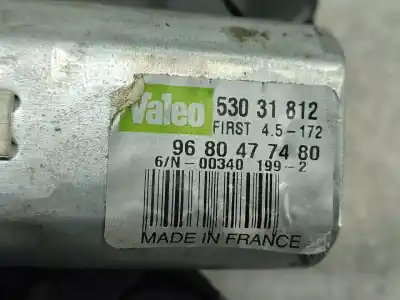 Valeo 530 31 812
FIRST 4.5-172
96 80 47 74 80
6/N-00340 199-2
MADE IN FRANCE